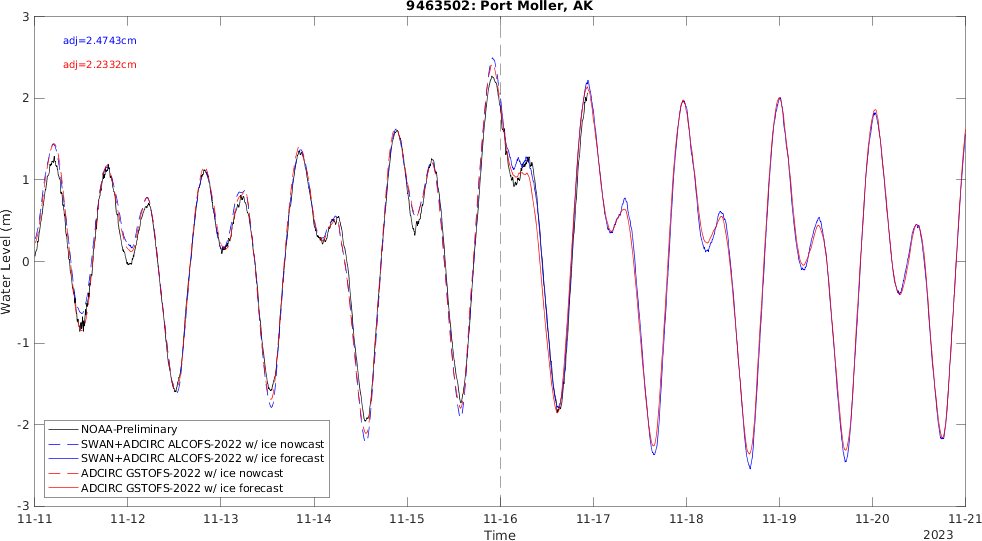 9463502: Port Moller, AK
adj=2.4743cm
adj=2.2332cm
3
2
1
0
-1
-2
-3
Water Level (m)
NOAA-Preliminary
SWAN+ADCIRC ALCOFS-2022 w/ ice nowcast
SWAN+ADCIRC ALCOFS-2022 w/ ice forecast
ADCIRC GSTOFS-2022 w/ ice nowcast
ADCIRC GSTOFS-2022 w/ ice forecast
11-11 11-12 11-13 11-14 11-15 11-16 11-17 11-18 11-19 11-20 11-21
Time
2023